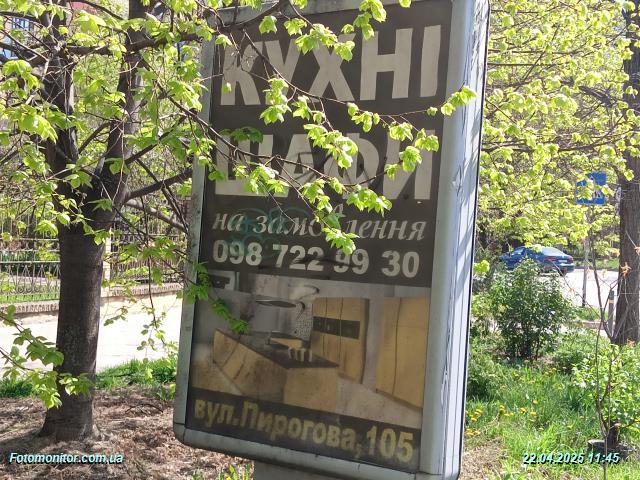 КУХНІ
ШАФИ
на замовлення
098 722 99 30
вул.Пирогова,105
Fotomonitor.com.ua
22.04.2025 11:45